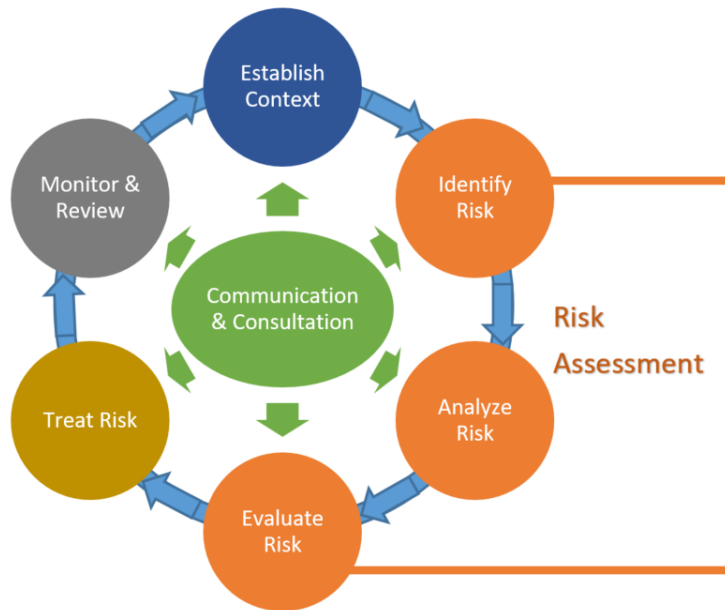 Establish
Context
Identify
Risk
Analyze
Risk
Evaluate
Risk
Treat Risk
Monitor &
Review
Communication
& Consultation
Risk
Assessment